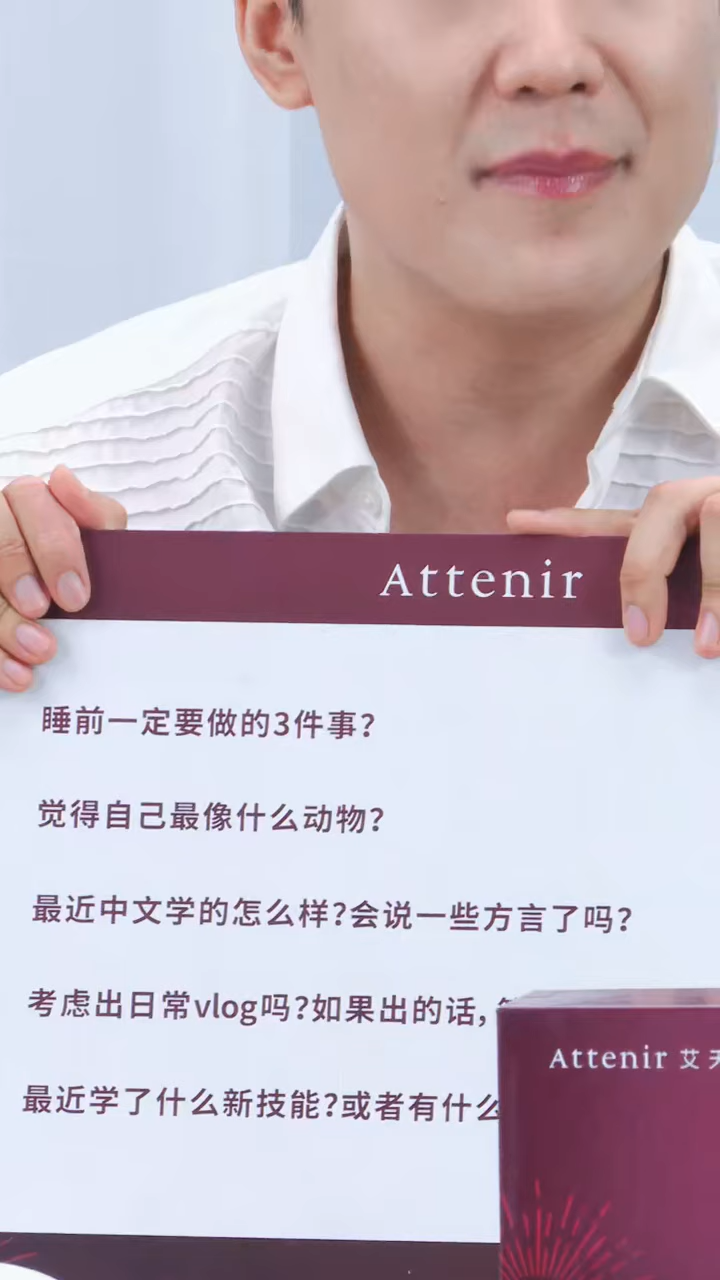 Attenir
睡前一定要做的3件事?
觉得自己最像什么动物?
最近中文学的怎么样?会说一些方言了吗?
考虑出日常vlog吗?如果出的话,
最近学了什么新技能?或者有什么
Attenir 艾